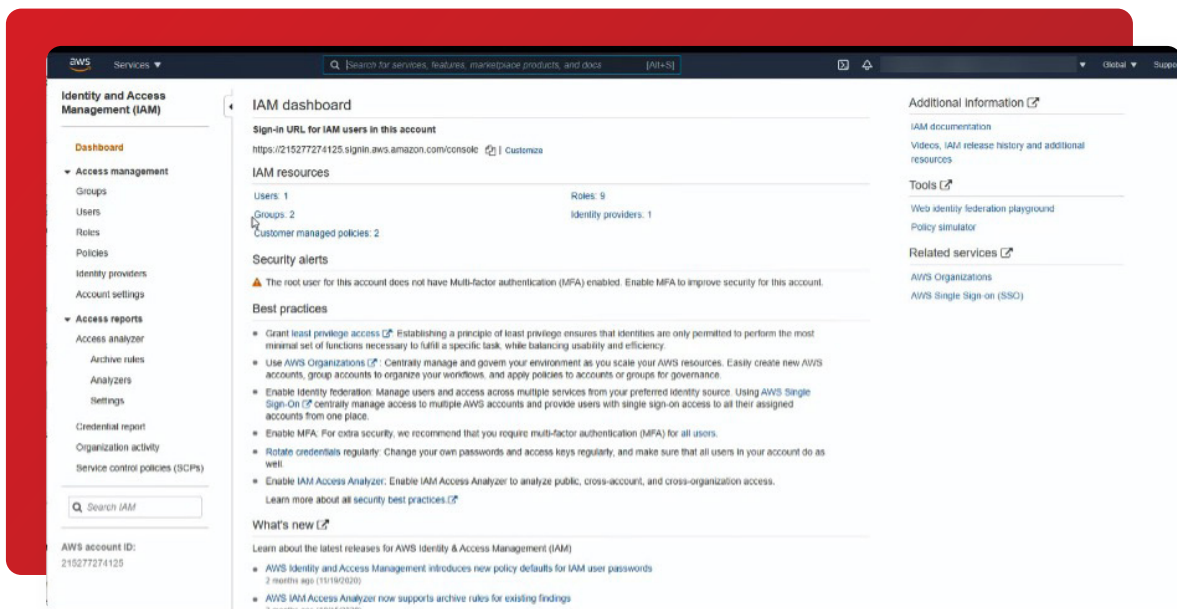 aws
Services ▼
Search for services, features, marketplace products, and docs [Alt+S]
Global ▼
Suppo
Identity and Access
Management (IAM)
Dashboard
Access management
Groups
Users
Roles
Policies
Identity providers
Account settings
Access reports
Access analyzer
Archive rules
Analyzers
Settings
Credential report
Organization activity
Service control policies (SCPs)
Search IAM
AWS account ID:
215277274125
IAM dashboard
Sign-in URL for IAM users in this account
https://215277274125.signin.aws.amazon.com/console | Customize
IAM resources
Users: 1
Roles: 9
Groups: 2
Identity providers: 1
Customer managed policies: 2
Security alerts
The root user for this account does not have Multi-factor authentication (MFA) enabled. Enable MFA to improve security for this account.
Best practices
Grant least privilege access : Establishing a principle of least privilege ensures that identities are only permitted to perform the most
minimal set of functions necessary to fulfill a specific task, while balancing usability and efficiency.
Use AWS Organizations : Centrally manage and govern your environment as you scale your AWS resources. Easily create new AWS
accounts, group accounts to organize your workflows, and apply policies to accounts or groups for governance.
Enable Identity federation: Manage users and access across multiple services from your preferred identity source. Using AWS Single
Sign-On centrally manage access to multiple AWS accounts and provide users with single sign-on access to all their assigned
accounts from one place.
Enable MFA: For extra security, we recommend that you require multi-factor authentication (MFA) for all users.
Rotate credentials regularly: Change your own passwords and access keys regularly, and make sure that all users in your account do as
well.
Enable IAM Access Analyzer: Enable IAM Access Analyzer to analyze public, cross-account, and cross-organization access.
Learn more about all security best practices.
What's new
Learn about the latest releases for AWS Identity & Access Management (IAM)
AWS Identity and Access Management introduces new policy defaults for IAM user passwords
2 months ago (11/19/2020)
AWS IAM Access Analyzer now supports archive rules for existing findings
Additional information
IAM documentation
Videos, IAM release history and additional
resources
Tools
Web identity federation playground
Policy simulator
Related services
AWS Organizations
AWS Single Sign-on (SSO)